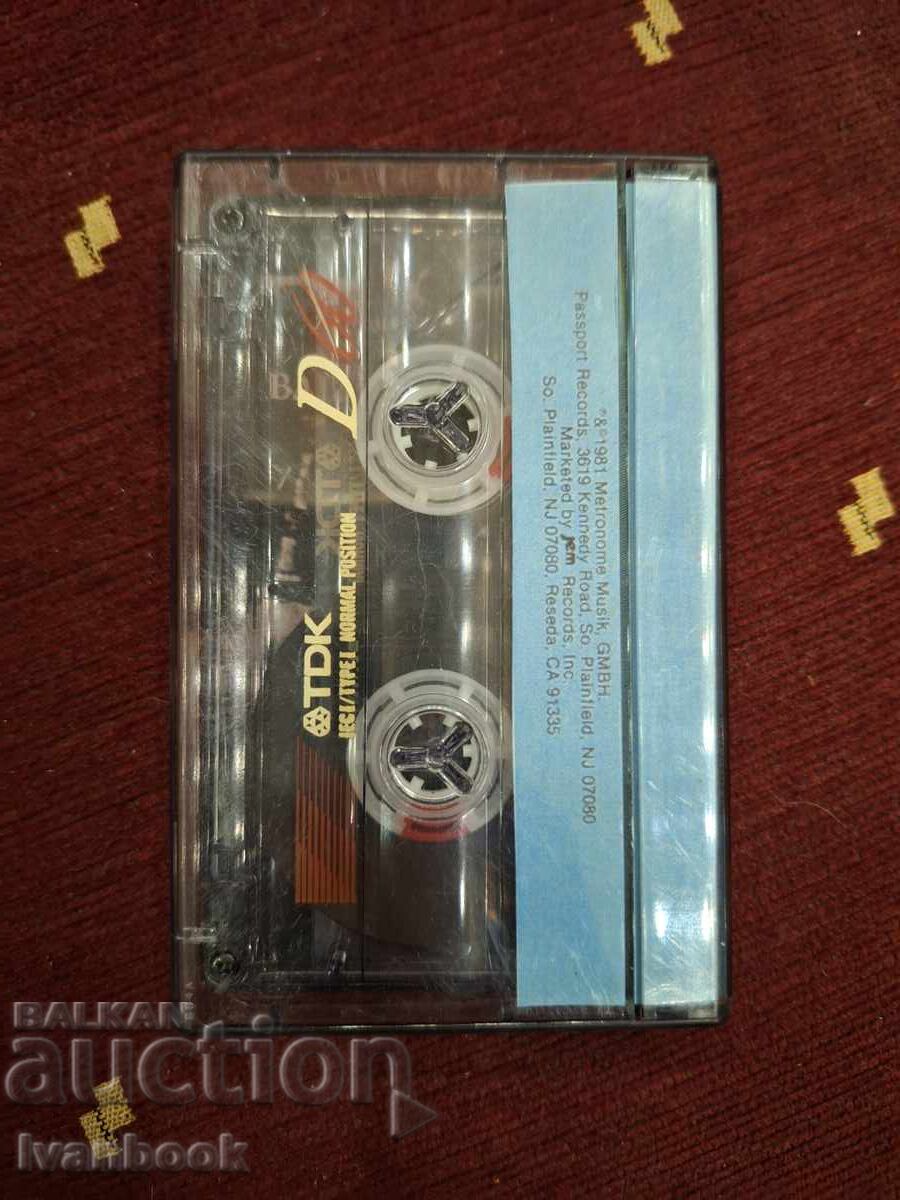 ℗&©1981 Metronome Musik, GMBH.
Passport Records, 3619 Kennedy Road, So. Plainfield, NJ 07080
Marketed by jem Records, Inc.
So. Plainfield, NJ 07080, Reseda, CA 91335
D
TDK
IECI/TYPE I NORMAL POSITION
BALKAN
auction
Ivanbook